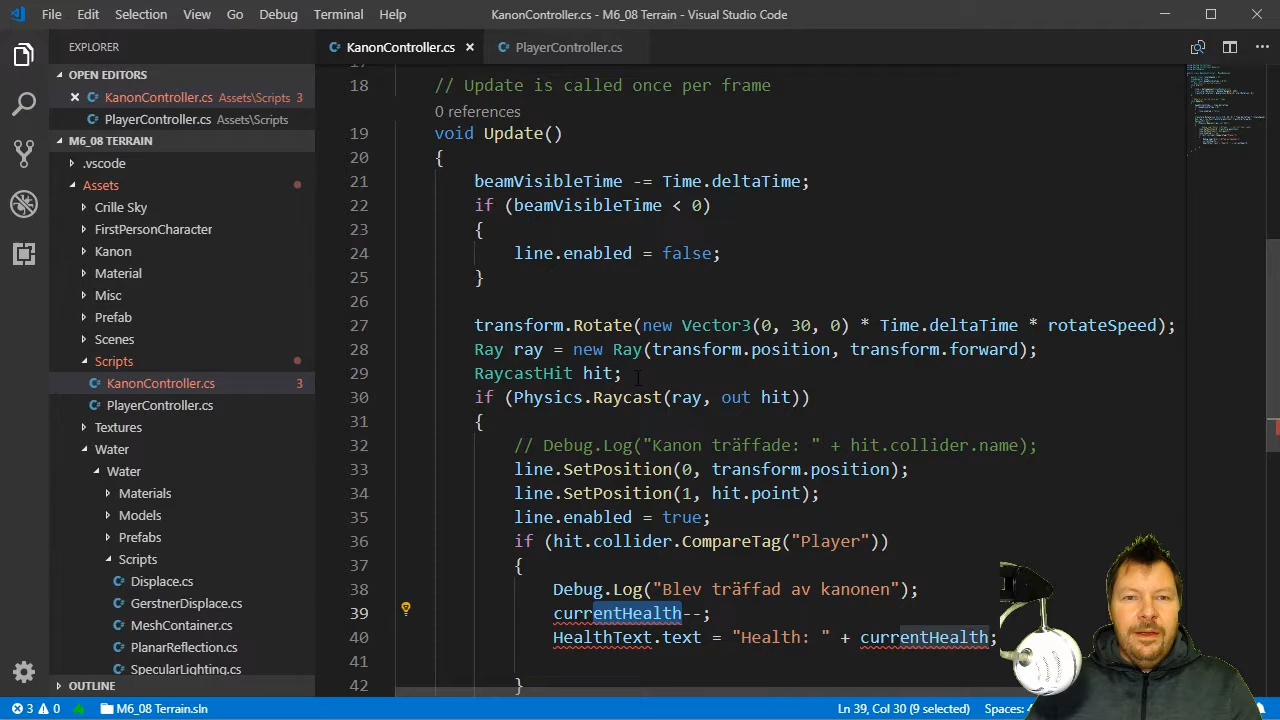 File Edit Selection View Go Debug Terminal Help
KanonController.cs - M6_08 Terrain - Visual Studio Code
EXPLORER
OPEN EDITORS
KanonController.cs Assets\Scripts 3
PlayerController.cs Assets\Scripts
M6_08 TERRAIN
.vscode
Assets
Crille Sky
FirstPersonCharacter
Kanon
Material
Misc
Prefab
Scenes
Scripts
KanonController.cs 3
PlayerController.cs
Textures
Water
Water
Materials
Models
Prefabs
Scripts
Displace.cs
GerstnerDisplace.cs
MeshContainer.cs
PlanarReflection.cs
SpecularLighting.cs
OUTLINE
KanonController.cs
PlayerController.cs
18 // Update is called once per frame
0 references
19 void Update()
20 {
21 beamVisibleTime -= Time.deltaTime;
22 if (beamVisibleTime < 0)
23 {
24 line.enabled = false;
25 }
26
27 transform.Rotate(new Vector3(0, 30, 0) * Time.deltaTime * rotateSpeed);
28 Ray ray = new Ray(transform.position, transform.forward);
29 RaycastHit hit;
30 if (Physics.Raycast(ray, out hit))
31 {
32 // Debug.Log("Kanon träffade: " + hit.collider.name);
33 line.SetPosition(0, transform.position);
34 line.SetPosition(1, hit.point);
35 line.enabled = true;
36 if (hit.collider.CompareTag("Player"))
37 {
38 Debug.Log("Blev träffad av kanonen");
39 currentHealth--;
40 HealthText.text = "Health: " + currentHealth;
41
42 }
3 0 M6_08 Terrain.sln
Ln 39, Col 30 (9 selected) Spaces: